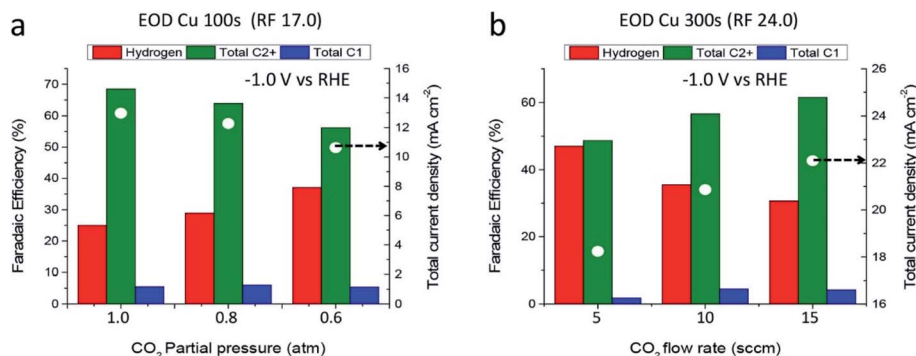 a
EOD Cu 100s (RF 17.0)
Hydrogen Total C2+ Total C1
-1.0 V vs RHE
Faradaic Efficiency (%)
70
60
50
40
30
20
10
0
16
14
12
10
8
6
4
2
0
Total current density (mA cm⁻²)
1.0 0.8 0.6
CO₂ Partial pressure (atm)
b
EOD Cu 300s (RF 24.0)
Hydrogen Total C2+ Total C1
-1.0 V vs RHE
Faradaic Efficiency (%)
60
40
20
0
26
24
22
20
18
16
Total current density (mA cm⁻²)
5 10 15
CO₂ flow rate (sccm)